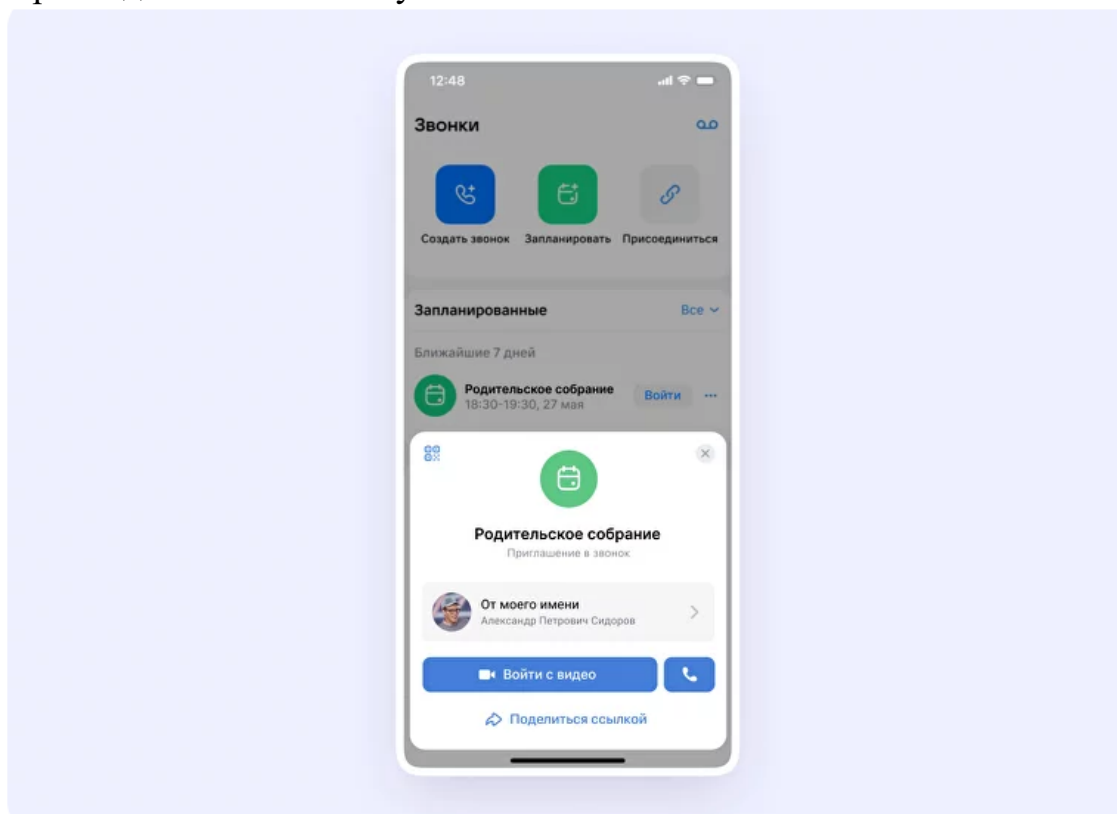 12:48
Звонки
Создать звонок Запланировать Присоединиться
Запланированные Все
Ближайшие 7 дней
Родительское собрание
18:30-19:30, 27 мая
Войти
Родительское собрание
Приглашение в звонок
От моего имени
Александр Петрович Сидоров
Войти с видео
Поделиться ссылкой